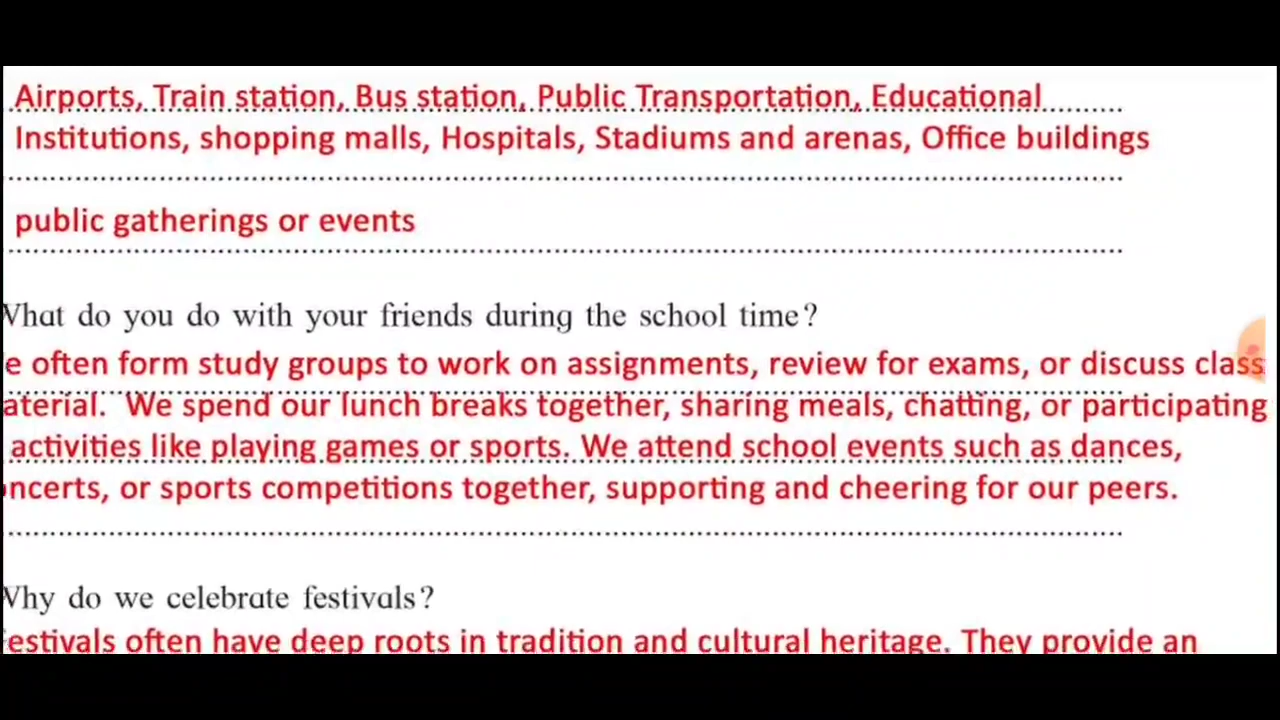 Airports, Train station, Bus station, Public Transportation, Educational
Institutions, shopping malls, Hospitals, Stadiums and arenas, Office buildings
public gatherings or events
What do you do with your friends during the school time?
e often form study groups to work on assignments, review for exams, or discuss class
aterial. We spend our lunch breaks together, sharing meals, chatting, or participating
activities like playing games or sports. We attend school events such as dances,
oncerts, or sports competitions together, supporting and cheering for our peers.
Why do we celebrate festivals?
estivals often have deep roots in tradition and cultural heritage. They provide an